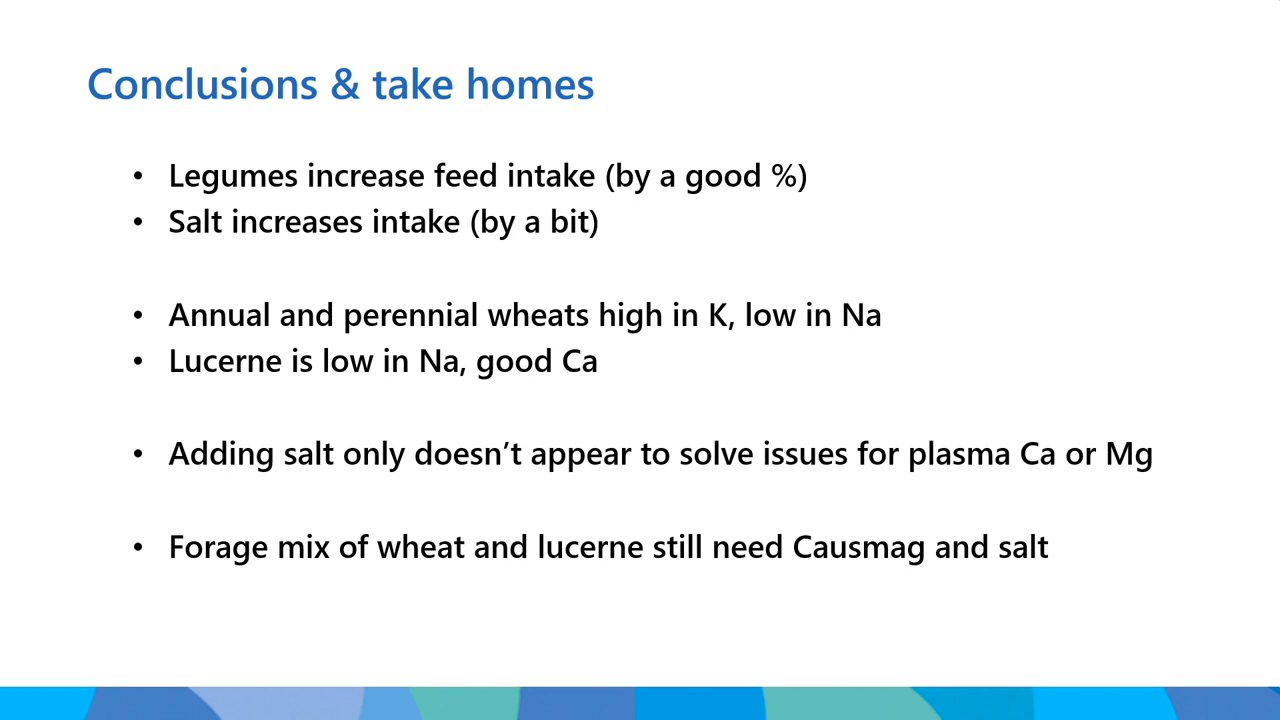 Conclusions & take homes
• Legumes increase feed intake (by a good %)
• Salt increases intake (by a bit)
• Annual and perennial wheats high in K, low in Na
• Lucerne is low in Na, good Ca
• Adding salt only doesn’t appear to solve issues for plasma Ca or Mg
• Forage mix of wheat and lucerne still need Causmag and salt